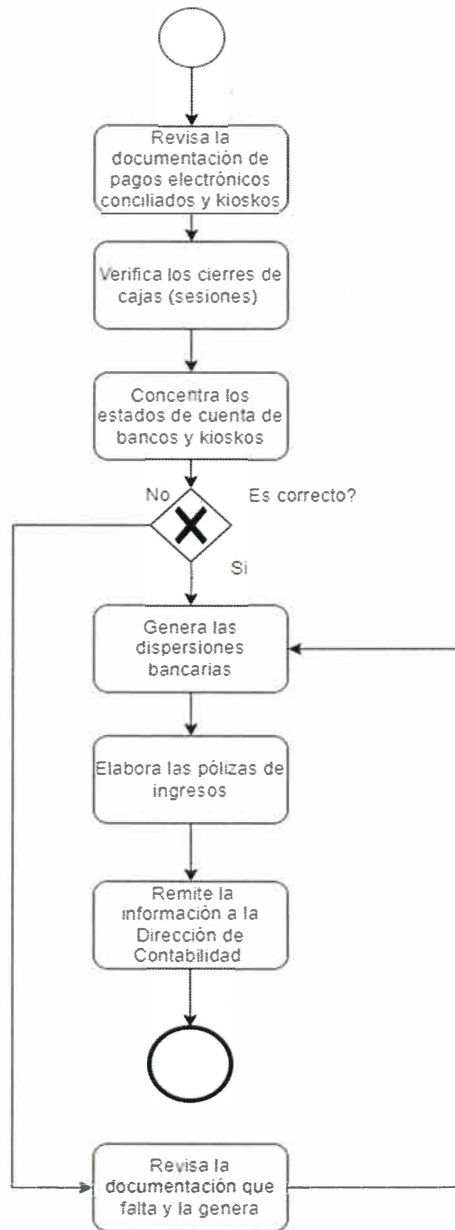 Revisa la
documentación de
pagos electrónicos
conciliados y kioskos
Verifica los cierres de
cajas (sesiones)
Concentra los
estados de cuenta de
bancos y kioskos
No
Es correcto?
Si
Genera las
dispersiones
bancarias
Elabora las pólizas de
ingresos
Remite la
información a la
Dirección de
Contabilidad
Revisa la
documentación que
falta y la genera